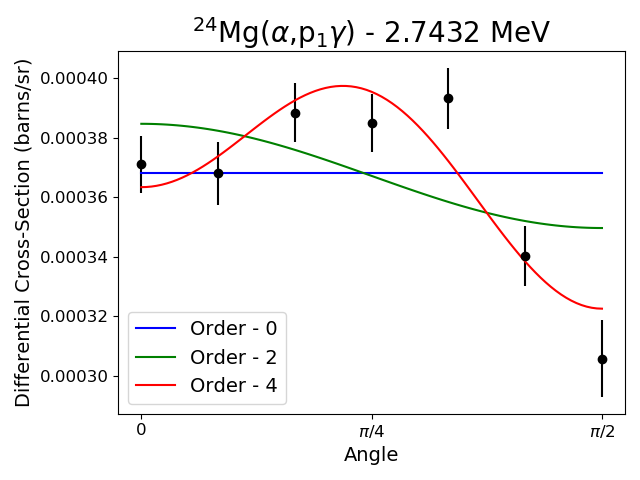 ²⁴Mg(α,p₁γ) - 2.7432 MeV
Differential Cross-Section (barns/sr)
0.00040
0.00038
0.00036
0.00034
0.00032
0.00030
Order - 0
Order - 2
Order - 4
0
π/4
π/2
Angle